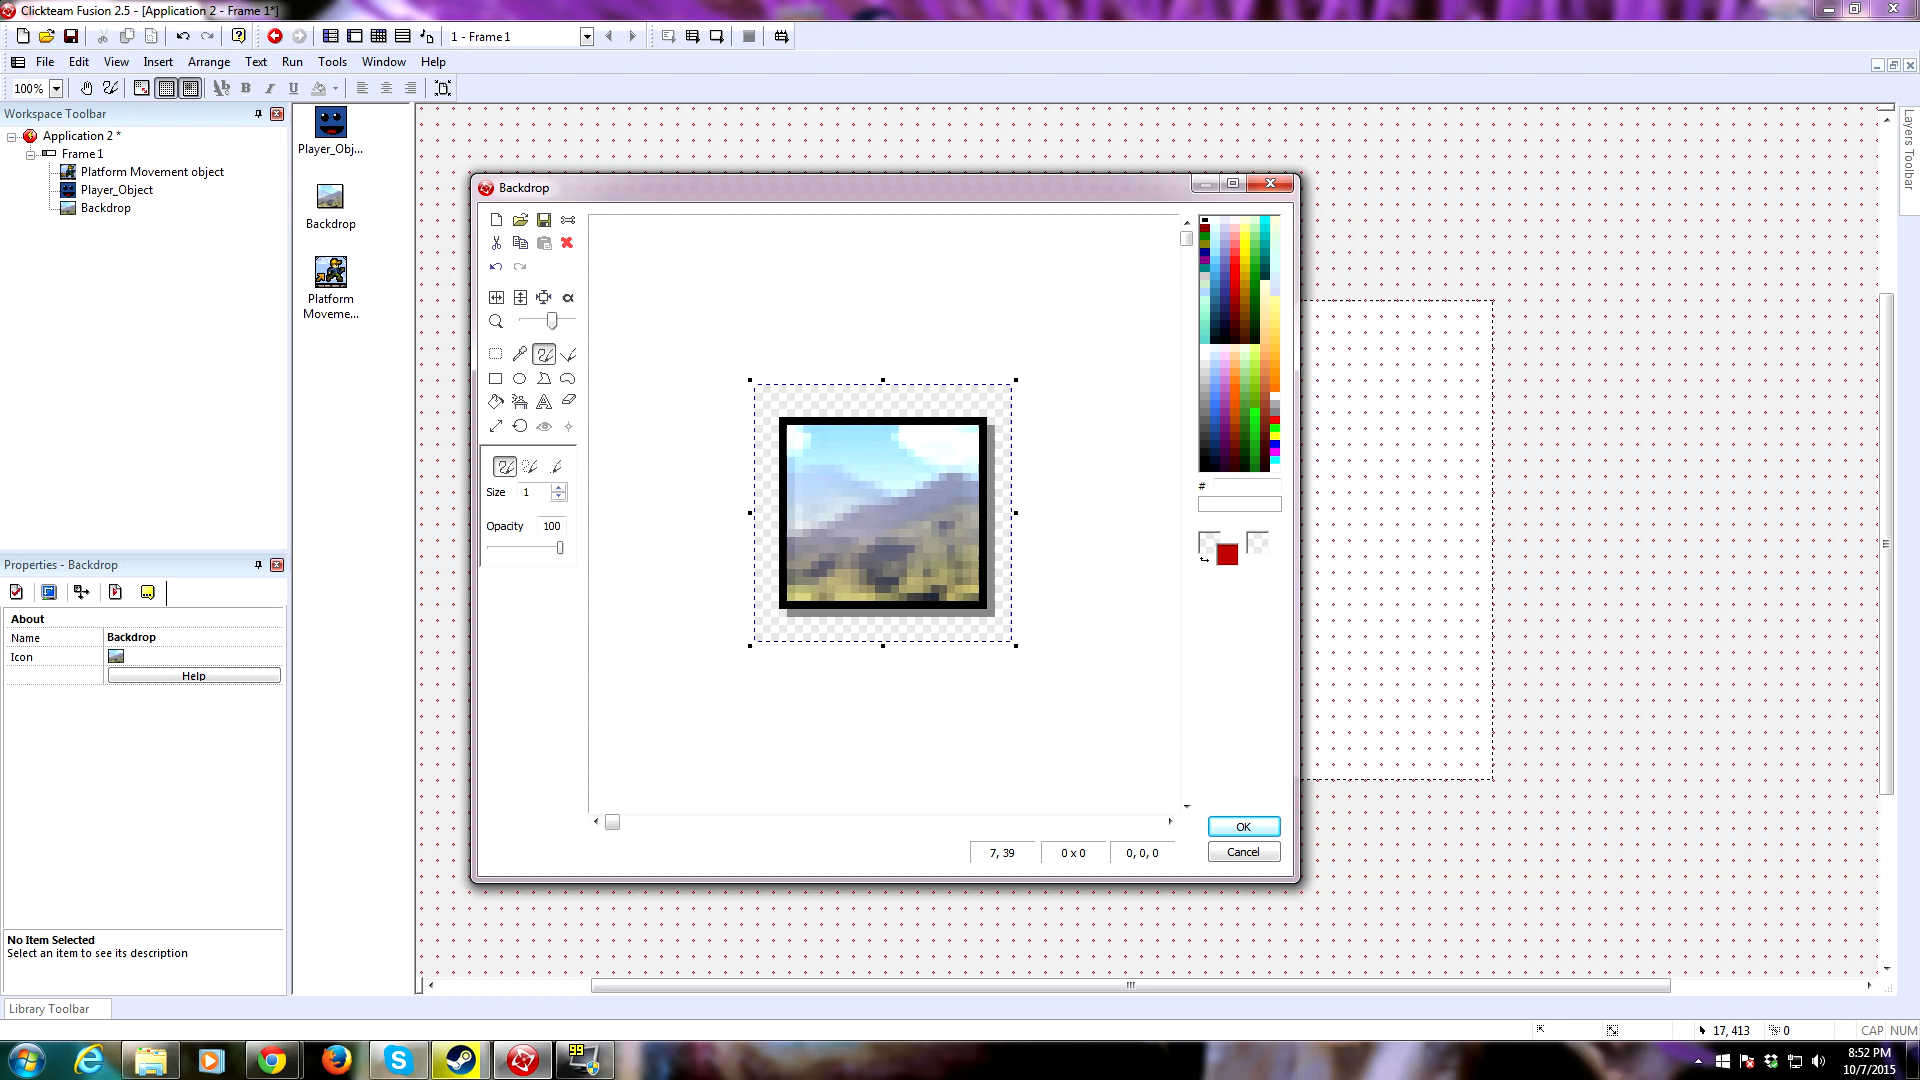 Clickteam Fusion 2.5 - [Application 2 - Frame 1*]
1 - Frame 1
File Edit View Insert Arrange Text Run Tools Window Help
100%
Workspace Toolbar
Application 2 *
Frame 1
Platform Movement object
Player_Object
Backdrop
Player_Obj...
Backdrop
Platform
Moveme...
Layers Toolbar
Backdrop
Size 1
Opacity 100
#
OK
Cancel
7, 39 0 x 0 0, 0, 0
Properties - Backdrop
About
Name Backdrop
Icon
Help
No Item Selected
Select an item to see its description
Library Toolbar
17, 413 0 CAP NUM
99
8:52 PM
10/7/2015